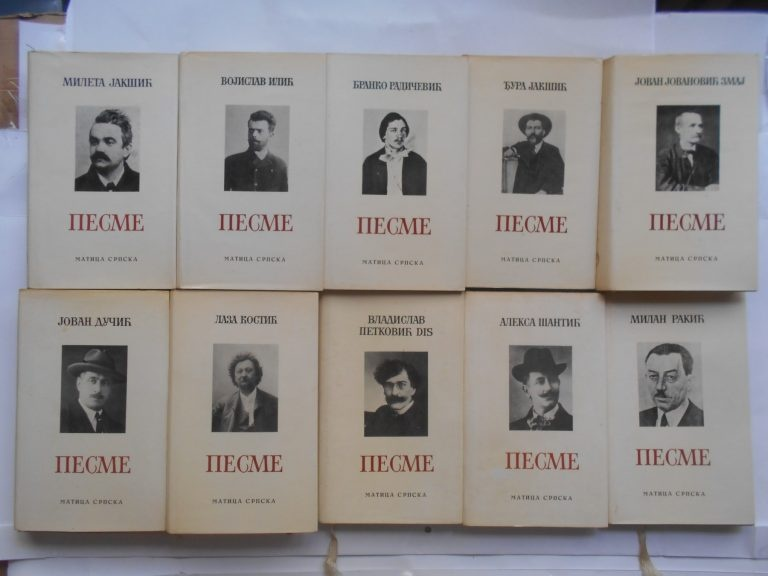 МИЛЕТА ЈАКШИЋ
ПЕСМЕ
МАТИЦА СРПСКА
ВОЈИСЛАВ ИЛИЋ
ПЕСМЕ
МАТИЦА СРПСКА
БРАНКО РАДИЧЕВИЋ
ПЕСМЕ
МАТИЦА СРПСКА
ЂУРА ЈАКШИЋ
ПЕСМЕ
МАТИЦА СРПСКА
ЈОВАН ЈОВАНОВИЋ ЗМАЈ
ПЕСМЕ
МАТИЦА СРПСКА
ЈОВАН ДУЧИЋ
ПЕСМЕ
МАТИЦА СРПСКА
ЛАЗА КОСТИЋ
ПЕСМЕ
МАТИЦА СРПСКА
ВЛАДИСЛАВ
ПЕТКОВИЋ DIS
ПЕСМЕ
МАТИЦА СРПСКА
АЛЕКСА ШАНТИЋ
ПЕСМЕ
МАТИЦА СРПСКА
МИЛАН РАКИЋ
ПЕСМЕ
МАТИЦА СРПСКА